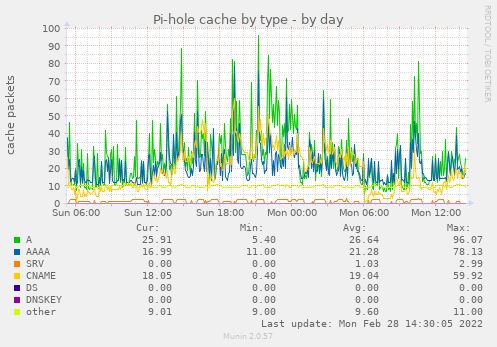 Pi-hole cache by type - by day
RRDTOOL / TOBI OETIKER
cache packets
100
90
80
70
60
50
40
30
20
10
0
Sun 06:00 Sun 12:00 Sun 18:00 Mon 00:00 Mon 06:00 Mon 12:00
Cur: Min: Avg: Max:
A 25.91 5.40 26.64 96.07
AAAA 16.99 11.00 21.28 78.13
SRV 0.00 0.00 1.03 2.99
CNAME 18.05 0.40 19.04 59.92
DS 0.00 0.00 0.00 0.00
DNSKEY 0.00 0.00 0.00 0.00
other 9.01 9.00 9.60 11.00
Last update: Mon Feb 28 14:30:05 2022
Munin 2.0.57